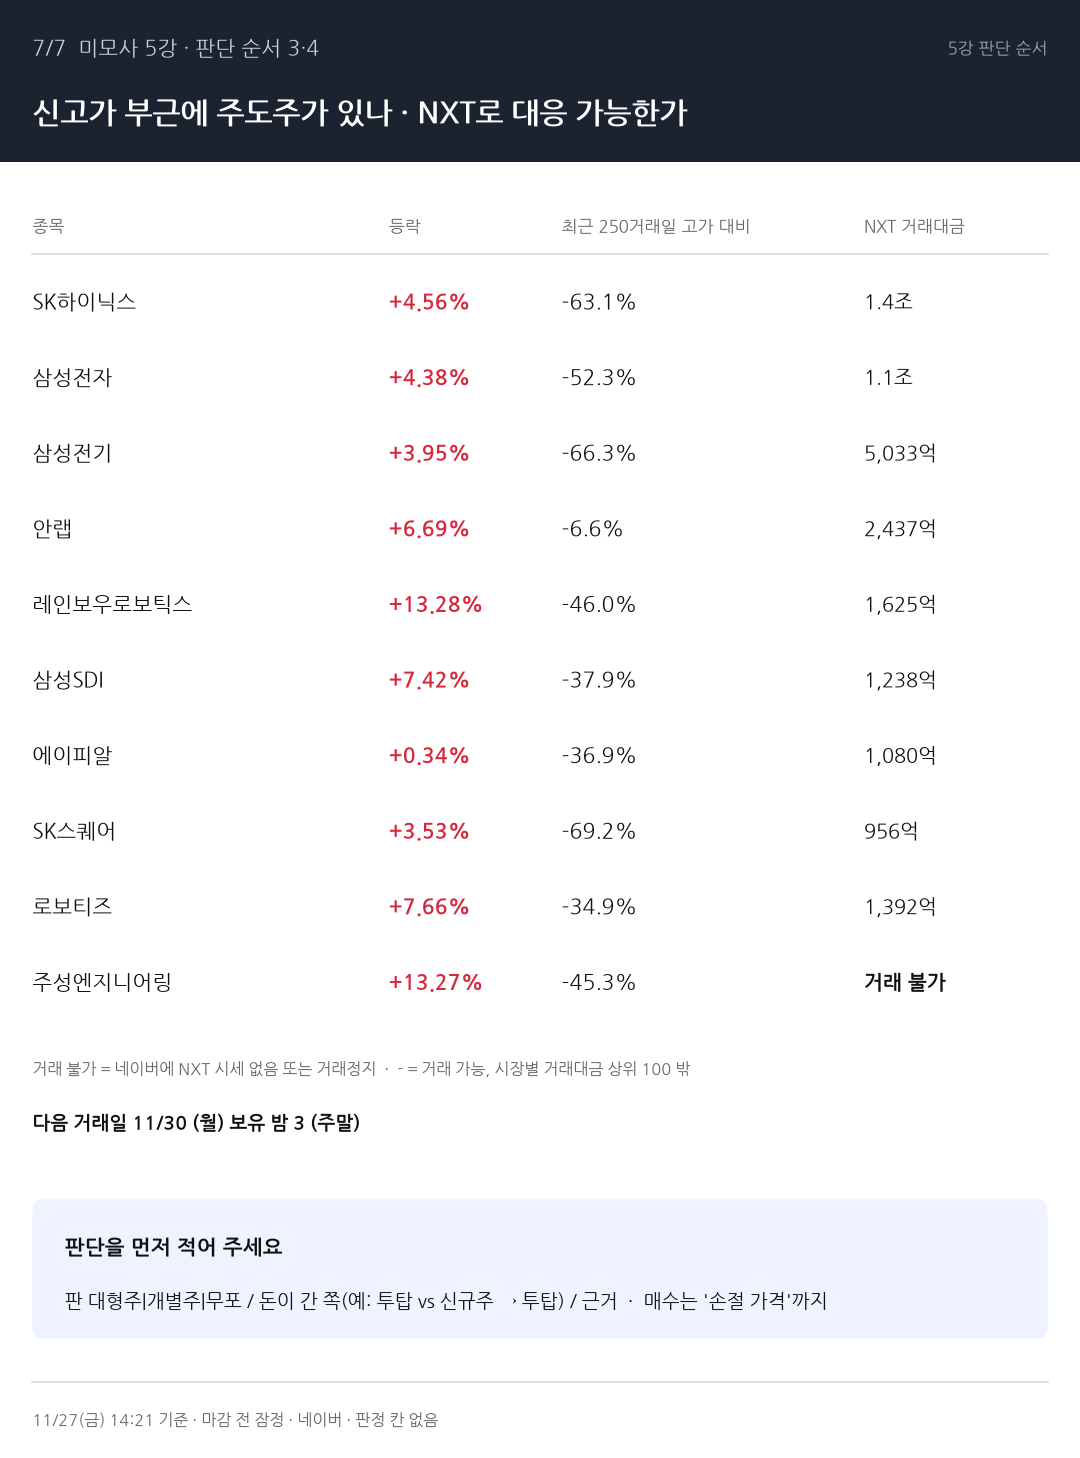 7/7 미모사 5강 · 판단 순서 3·4
5강 판단 순서
신고가 부근에 주도주가 있나 · NXT로 대응 가능한가
종목 등락 최근 250거래일 고가 대비 NXT 거래대금
SK하이닉스 +4.56% -63.1% 1.4조
삼성전자 +4.38% -52.3% 1.1조
삼성전기 +3.95% -66.3% 5,033억
안랩 +6.69% -6.6% 2,437억
레인보우로보틱스 +13.28% -46.0% 1,625억
삼성SDI +7.42% -37.9% 1,238억
에이피알 +0.34% -36.9% 1,080억
SK스퀘어 +3.53% -69.2% 956억
로보티즈 +7.66% -34.9% 1,392억
주성엔지니어링 +13.27% -45.3% 거래 불가
거래 불가 = 네이버에 NXT 시세 없음 또는 거래정지 · - = 거래 가능, 시장별 거래대금 상위 100 밖
다음 거래일 11/30 (월) 보유 밤 3 (주말)
판단을 먼저 적어 주세요
판 대형주|개별주|무포 / 돈이 간 쪽(예: 투탑 vs 신규주 → 투탑) / 근거 · 매수는 '손절 가격'까지
11/27(금) 14:21 기준 · 마감 전 잠정 · 네이버 · 판정 칸 없음